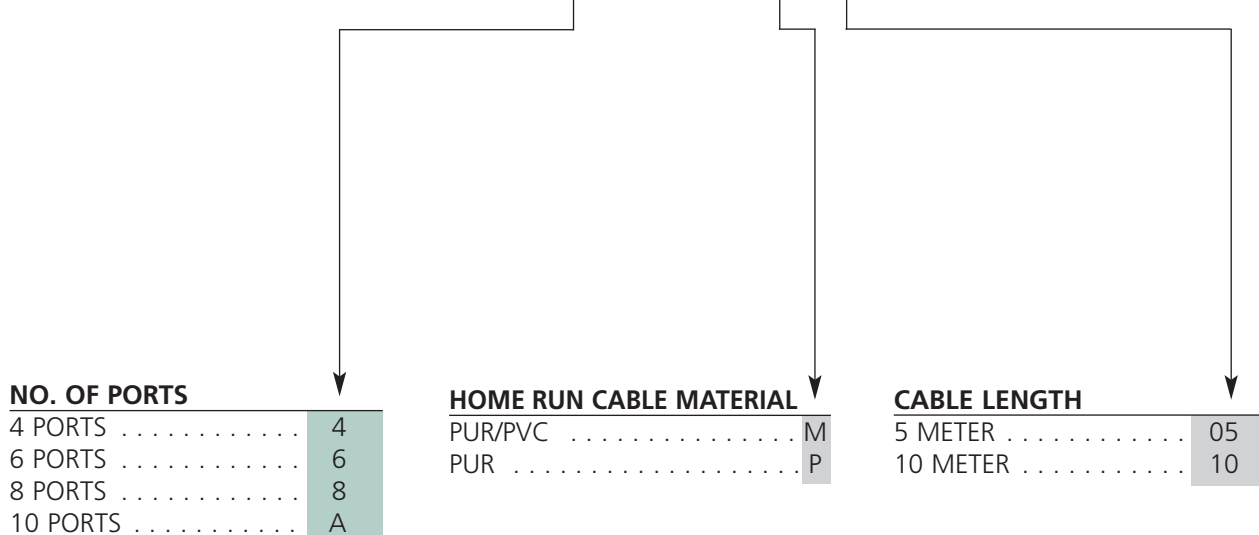 NO. OF PORTS
4 PORTS . . . . . . . . . . . . 4
6 PORTS . . . . . . . . . . . . 6
8 PORTS . . . . . . . . . . . . 8
10 PORTS . . . . . . . . . . . A
HOME RUN CABLE MATERIAL
PUR/PVC . . . . . . . . . . . . . . . M
PUR . . . . . . . . . . . . . . . . . . . P
CABLE LENGTH
5 METER . . . . . . . . . . . . 05
10 METER . . . . . . . . . . . 10